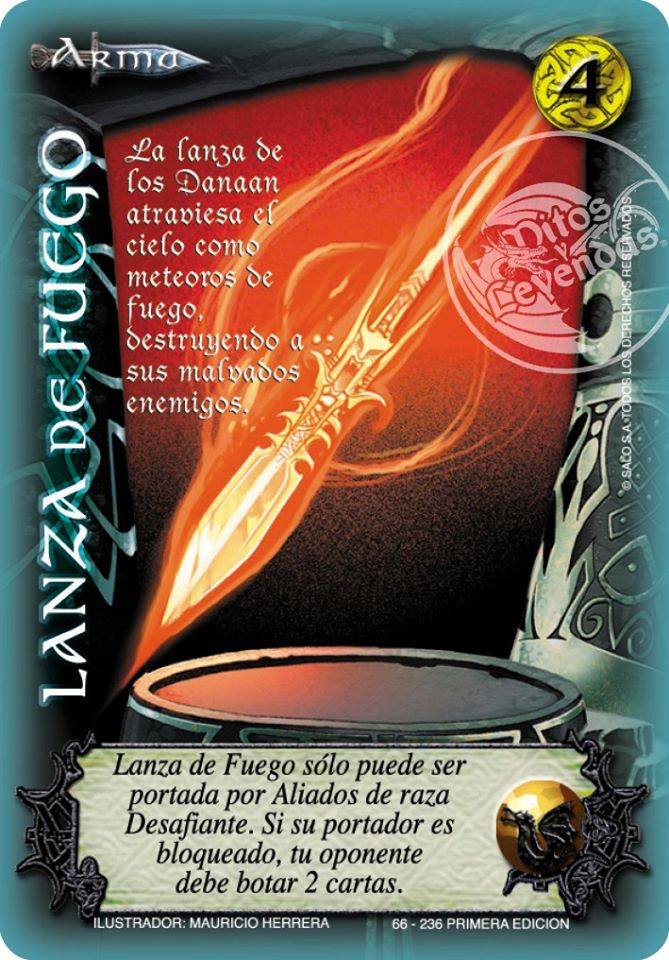 Arma
4
LANZA DE FUEGO
La lanza de
los Danaan
atraviesa el
cielo como
meteoros de
fuego,
destruyendo a
sus malvados
enemigos.
Mitos
y
Leyendas
© SALO S.A. TODOS LOS DERECHOS RESERVADOS
Lanza de Fuego sólo puede ser
portada por Aliados de raza
Desafiante. Si su portador es
bloqueado, tu oponente
debe botar 2 cartas.
ILUSTRADOR: MAURICIO HERRERA
66 - 236 PRIMERA EDICION